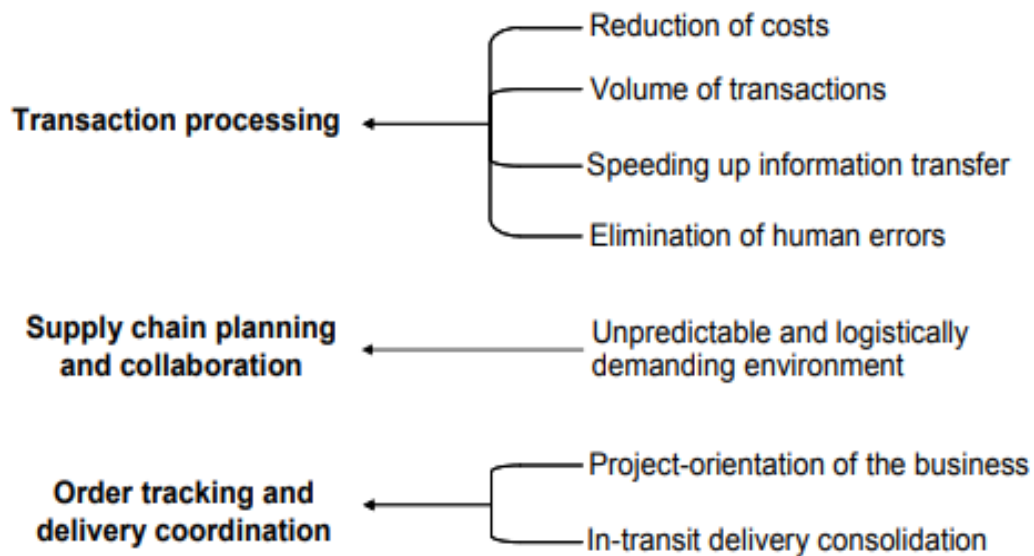 Reduction of costs
Volume of transactions
Transaction processing
Speeding up information transfer
Elimination of human errors
Supply chain planning
and collaboration
Unpredictable and logistically
demanding environment
Project-orientation of the business
Order tracking and
delivery coordination
In-transit delivery consolidation